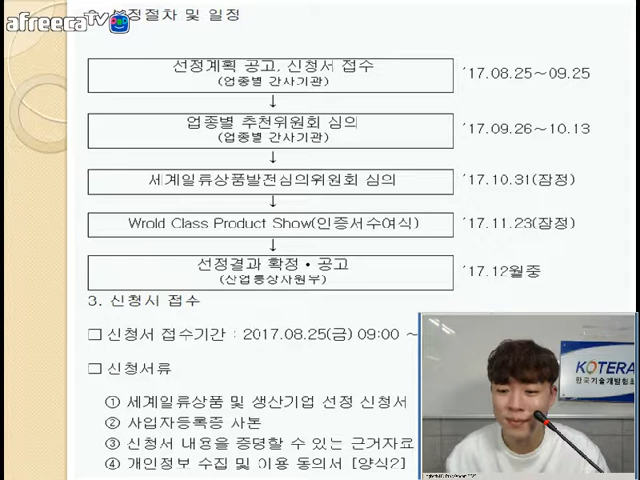 afreecaTV
정절차 및 일정
선정계획 공고, 신청서 접수
(업종별 간사기관)
'17.08.25~09.25
↓
업종별 추천위원회 심의
(업종별 간사기관)
'17.09.26~10.13
↓
세계일류상품발전심의위원회 심의
'17.10.31(잠정)
↓
Wrold Class Product Show(인증서수여식)
'17.11.23(잠정)
↓
선정결과 확정·공고
(산업통상자원부)
'17.12월중
3. 신청서 접수
□ 신청서 접수기간 : 2017.08.25(금) 09:00 ~
□ 신청서류
① 세계일류상품 및 생산기업 선정 신청서
② 사업자등록증 사본
③ 신청서 내용을 증명할 수 있는 근거자료
④ 개인정보 수집 및 이용 동의서 [양식2]
KOTERA
한국기술개발협회